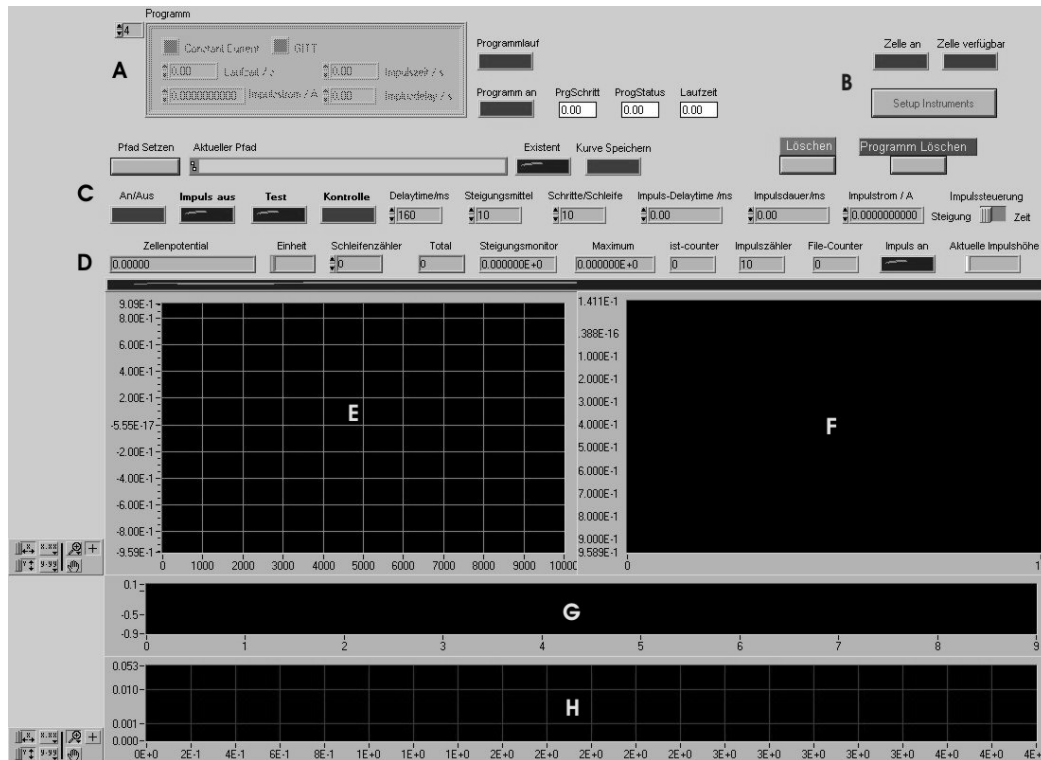 Programm
4
Constant Current GITT
0.00 Laufzeit / s 0.00 Impulszeit / s
0.0000000000 Impulsstrom / A 0.00 Impulsdelay / s
A
Programmlauf
Programm an PrgSchritt ProgStatus Laufzeit
0.00 0.00 0.00
Zelle an Zelle verfügbar
B
Setup Instruments
Pfad Setzen Aktueller Pfad Existent Kurve Speichern Löschen Programm Löschen
C
An/Aus Impuls aus Test Kontrolle Delaytime/ms Steigungsmittel Schritte/Schleife Impuls-Delaytime /ms Impulsdauer/ms Impulstrom / A Impulssteuerung
160 10 10 0.00 0.00 0.0000000000 Steigung Zeit
D
Zellenpotential Einheit Schleifenzähler Total Steigungsmonitor Maximum ist-counter Impulszähler File-Counter Impuls an Aktuelle Impulshöhe
0.00000 0 0 0.000000E+0 0.000000E+0 0 10 0
9.09E-1
8.00E-1
6.00E-1
4.00E-1
2.00E-1
-5.55E-17
-2.00E-1
-4.00E-1
-6.00E-1
-8.00E-1
-9.59E-1
0 1000 2000 3000 4000 5000 6000 7000 8000 9000 1000
E
1.411E-1
.388E-16
1.000E-1
2.000E-1
3.000E-1
4.000E-1
5.000E-1
6.000E-1
7.000E-1
8.000E-1
9.000E-1
9.589E-1
0 1
F
x.xx
y.yy
0.1
-0.5
-0.9
0 1 2 3 4 5 6 7 8 9
G
0.053
0.010
0.001
0.000
0E+0 2E-1 4E-1 6E-1 8E-1 1E+0 1E+0 1E+0 2E+0 2E+0 2E+0 2E+0 2E+0 3E+0 3E+0 3E+0 4E+0 4E+0 4E+
H
x.xx
y.yy